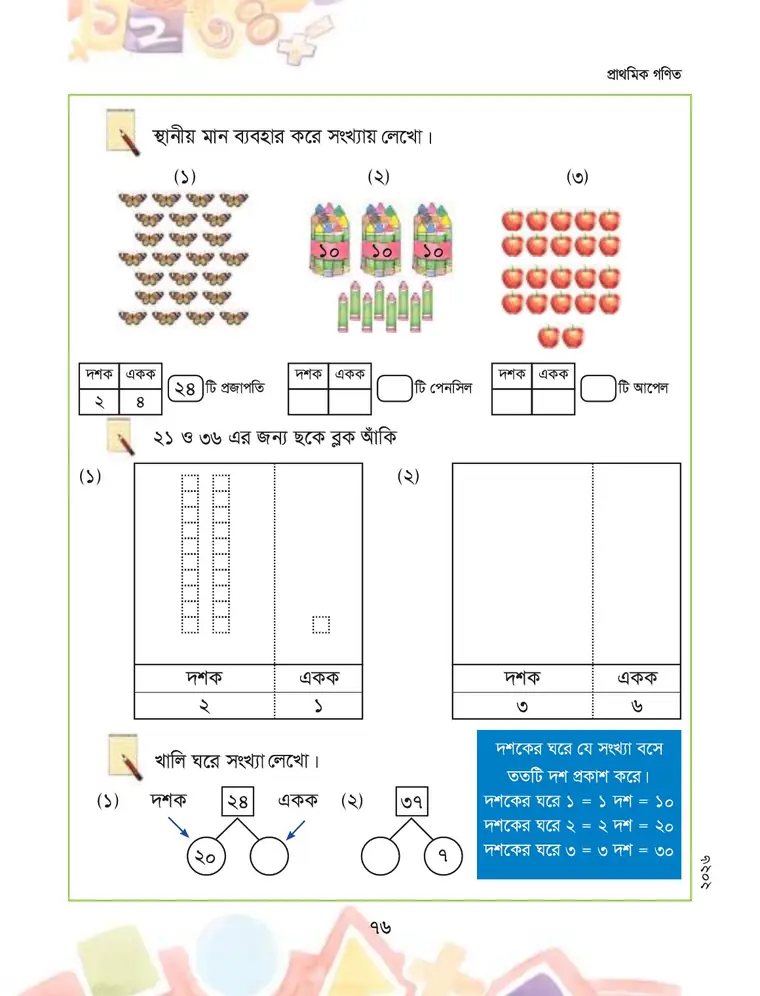 প্রাথমিক গণিত
স্থানীয় মান ব্যবহার করে সংখ্যায় লেখো।
(১) (২) (৩)
১০ ১০ ১০
দশক একক
২ ৪
২৪ টি প্রজাপতি
দশক একক
টি পেনসিল
দশক একক
টি আপেল
২১ ও ৩৬ এর জন্য ছকে ব্লক আঁকি
(১) (২)
দশক একক
২ ১
দশক একক
৩ ৬
খালি ঘরে সংখ্যা লেখো।
(১) দশক ২৪ একক (২) ৩৭
২০ ৭
দশকের ঘরে যে সংখ্যা বসে
ততটি দশ প্রকাশ করে।
দশকের ঘরে ১ = ১ দশ = ১০
দশকের ঘরে ২ = ২ দশ = ২০
দশকের ঘরে ৩ = ৩ দশ = ৩০
২০২৬
৭৬